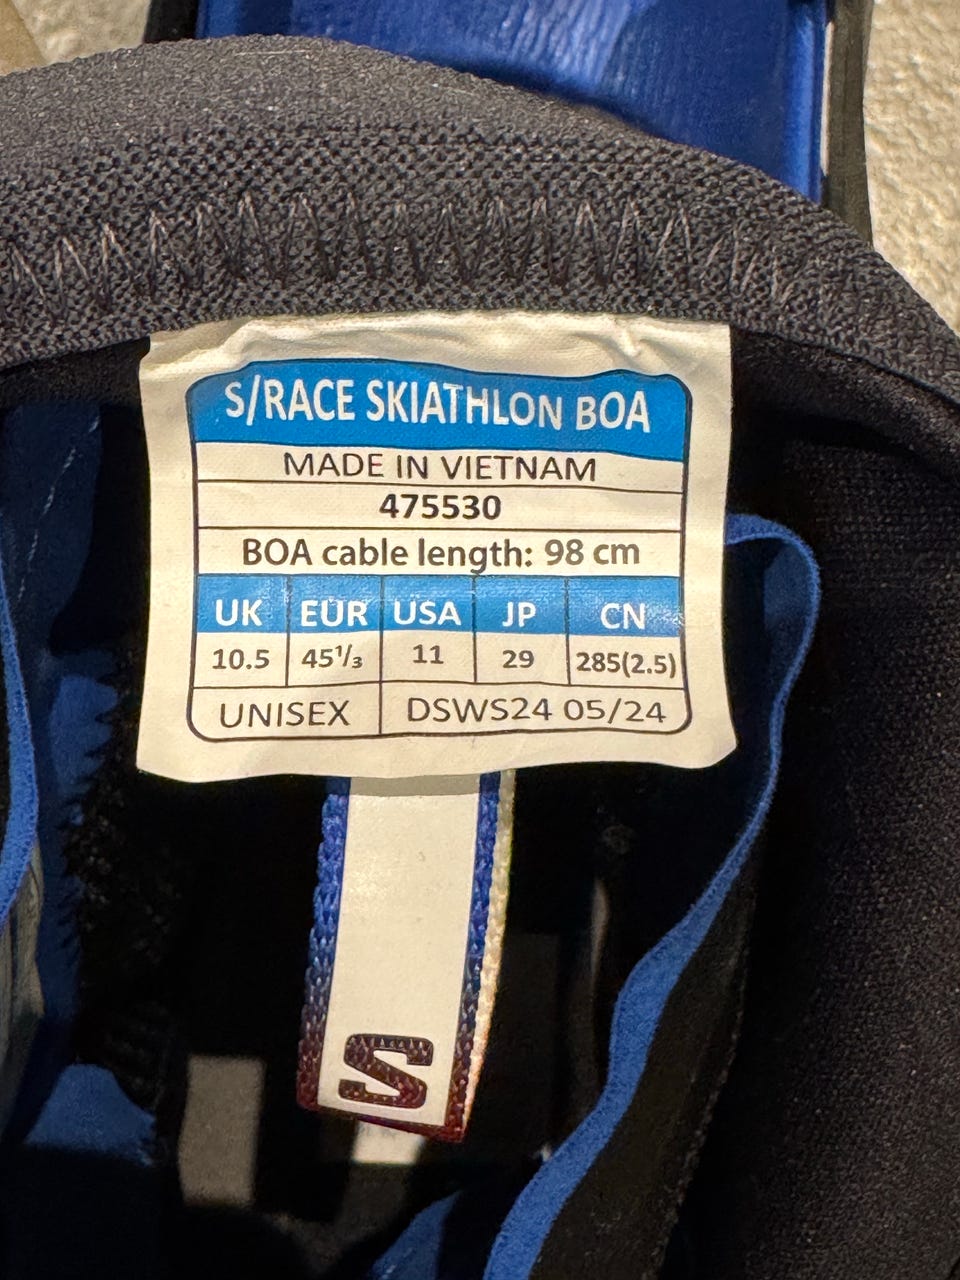 S/RACE SKIATHLON BOA
MADE IN VIETNAM
475530
BOA cable length: 98 cm
UK EUR USA JP CN
10.5 45¹/₃ 11 29 285(2.5)
UNISEX DSWS24 05/24
S